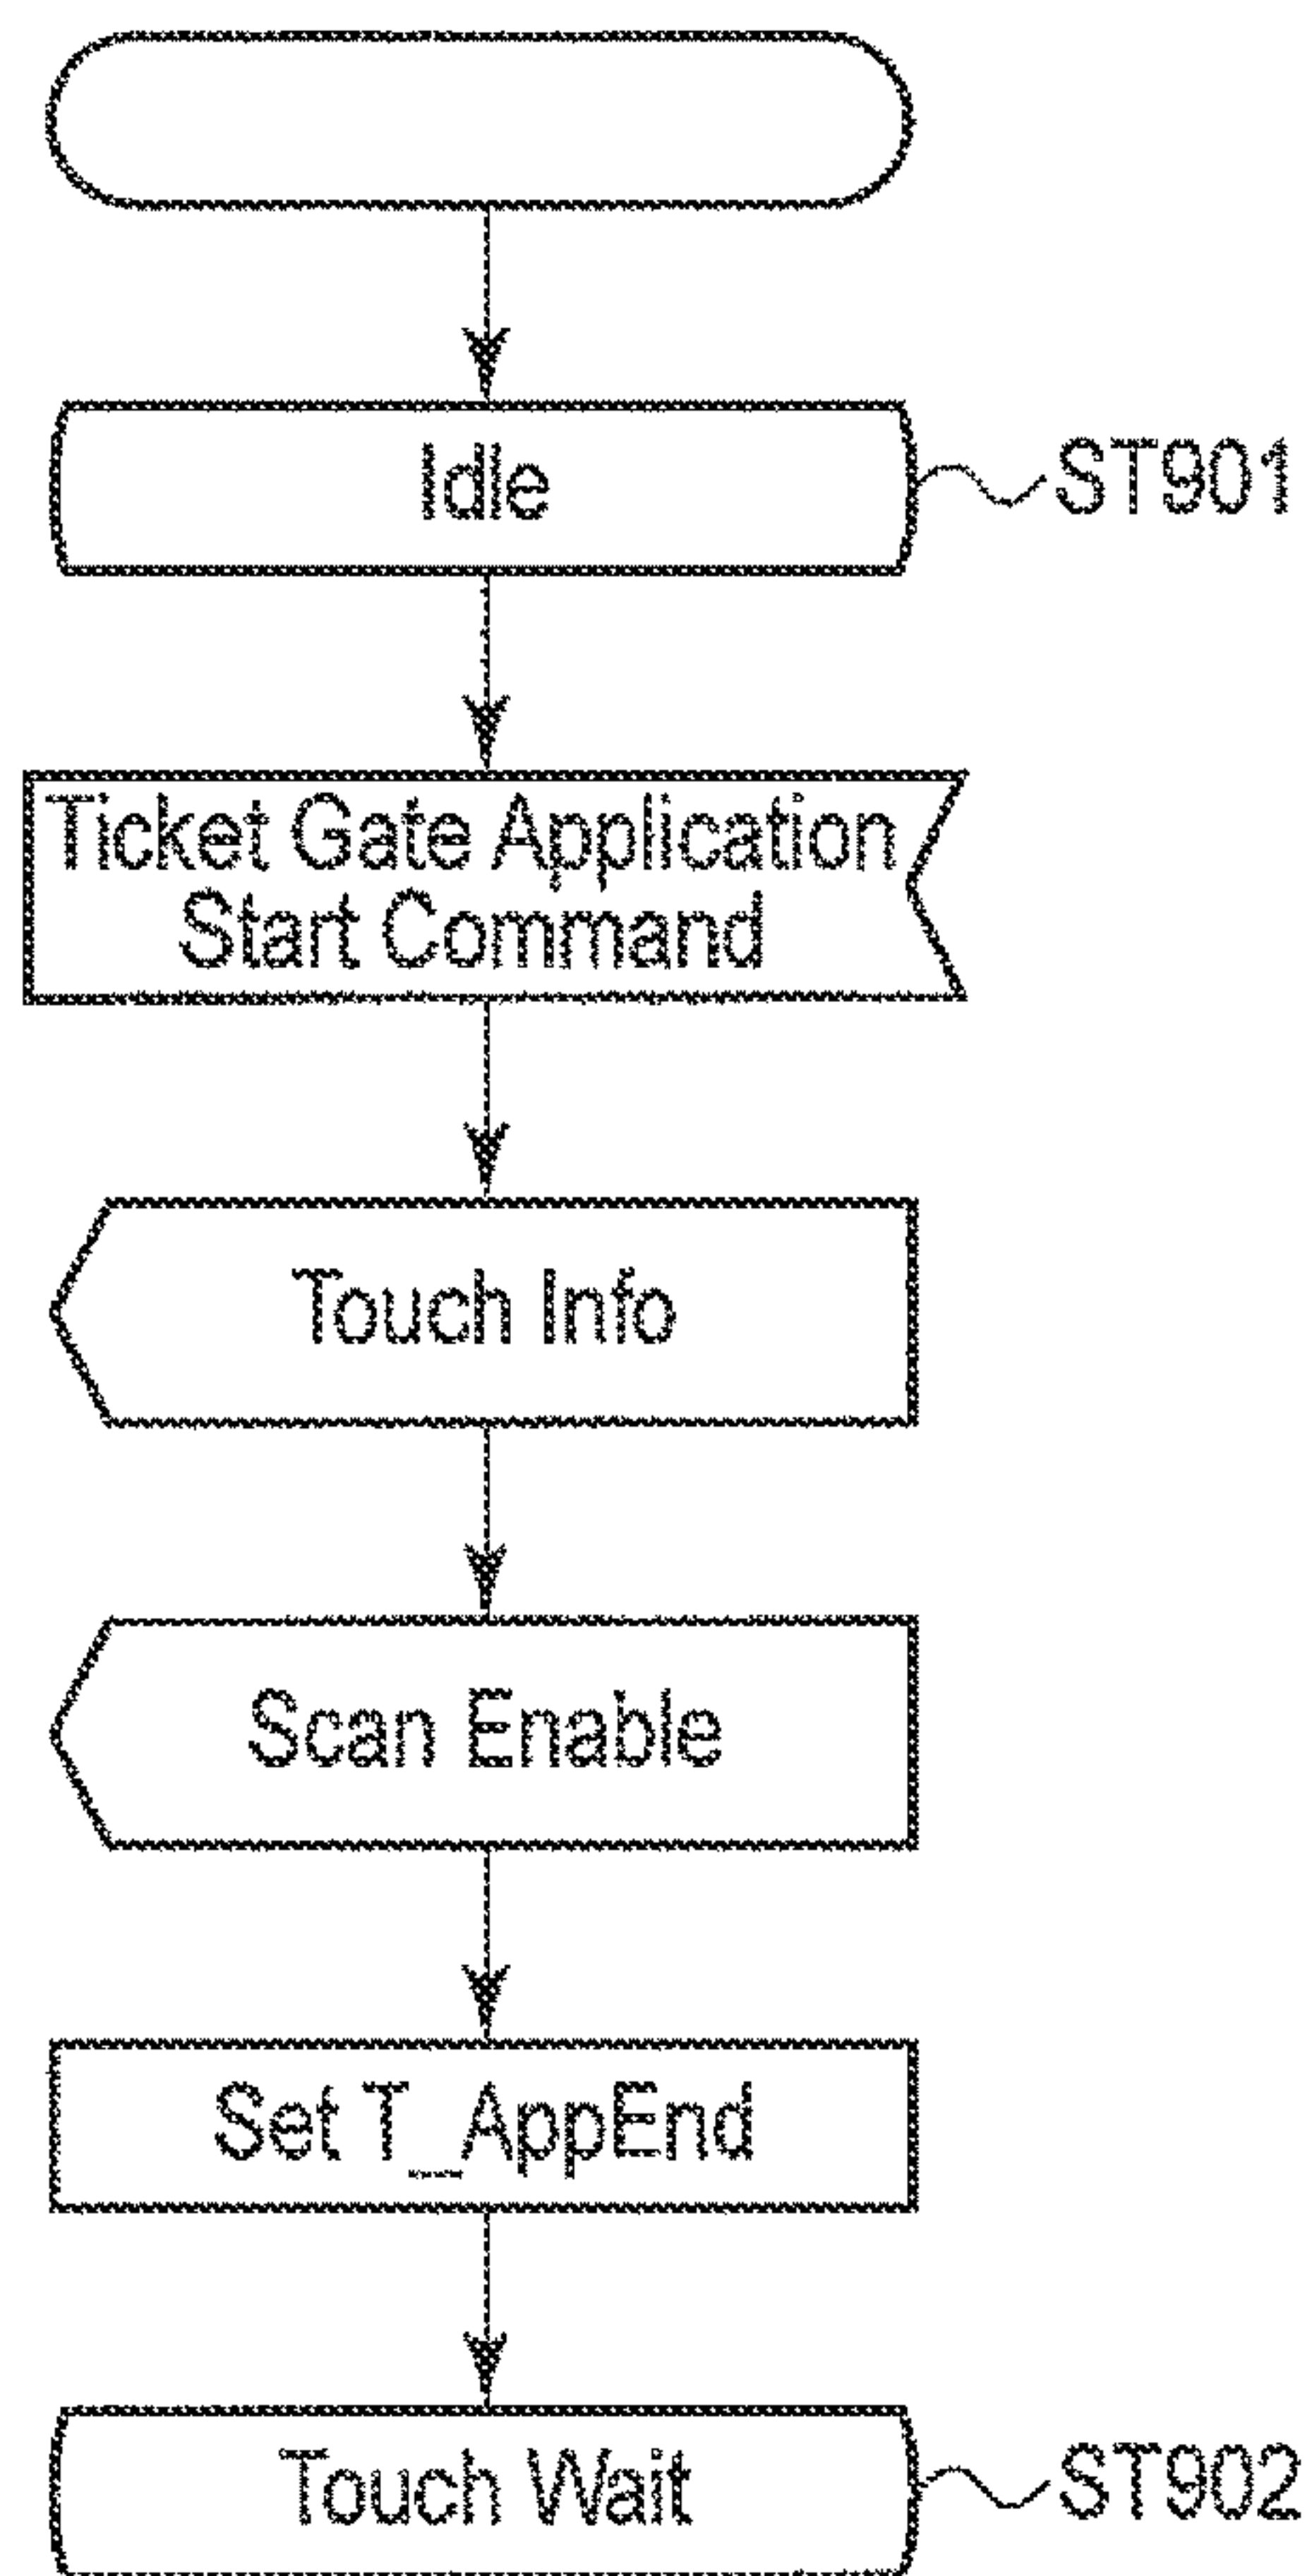 Idle
ST901
Ticket Gate Application
Start Command
Touch Info
Scan Enable
Set T_AppEnd
Touch Wait
ST902